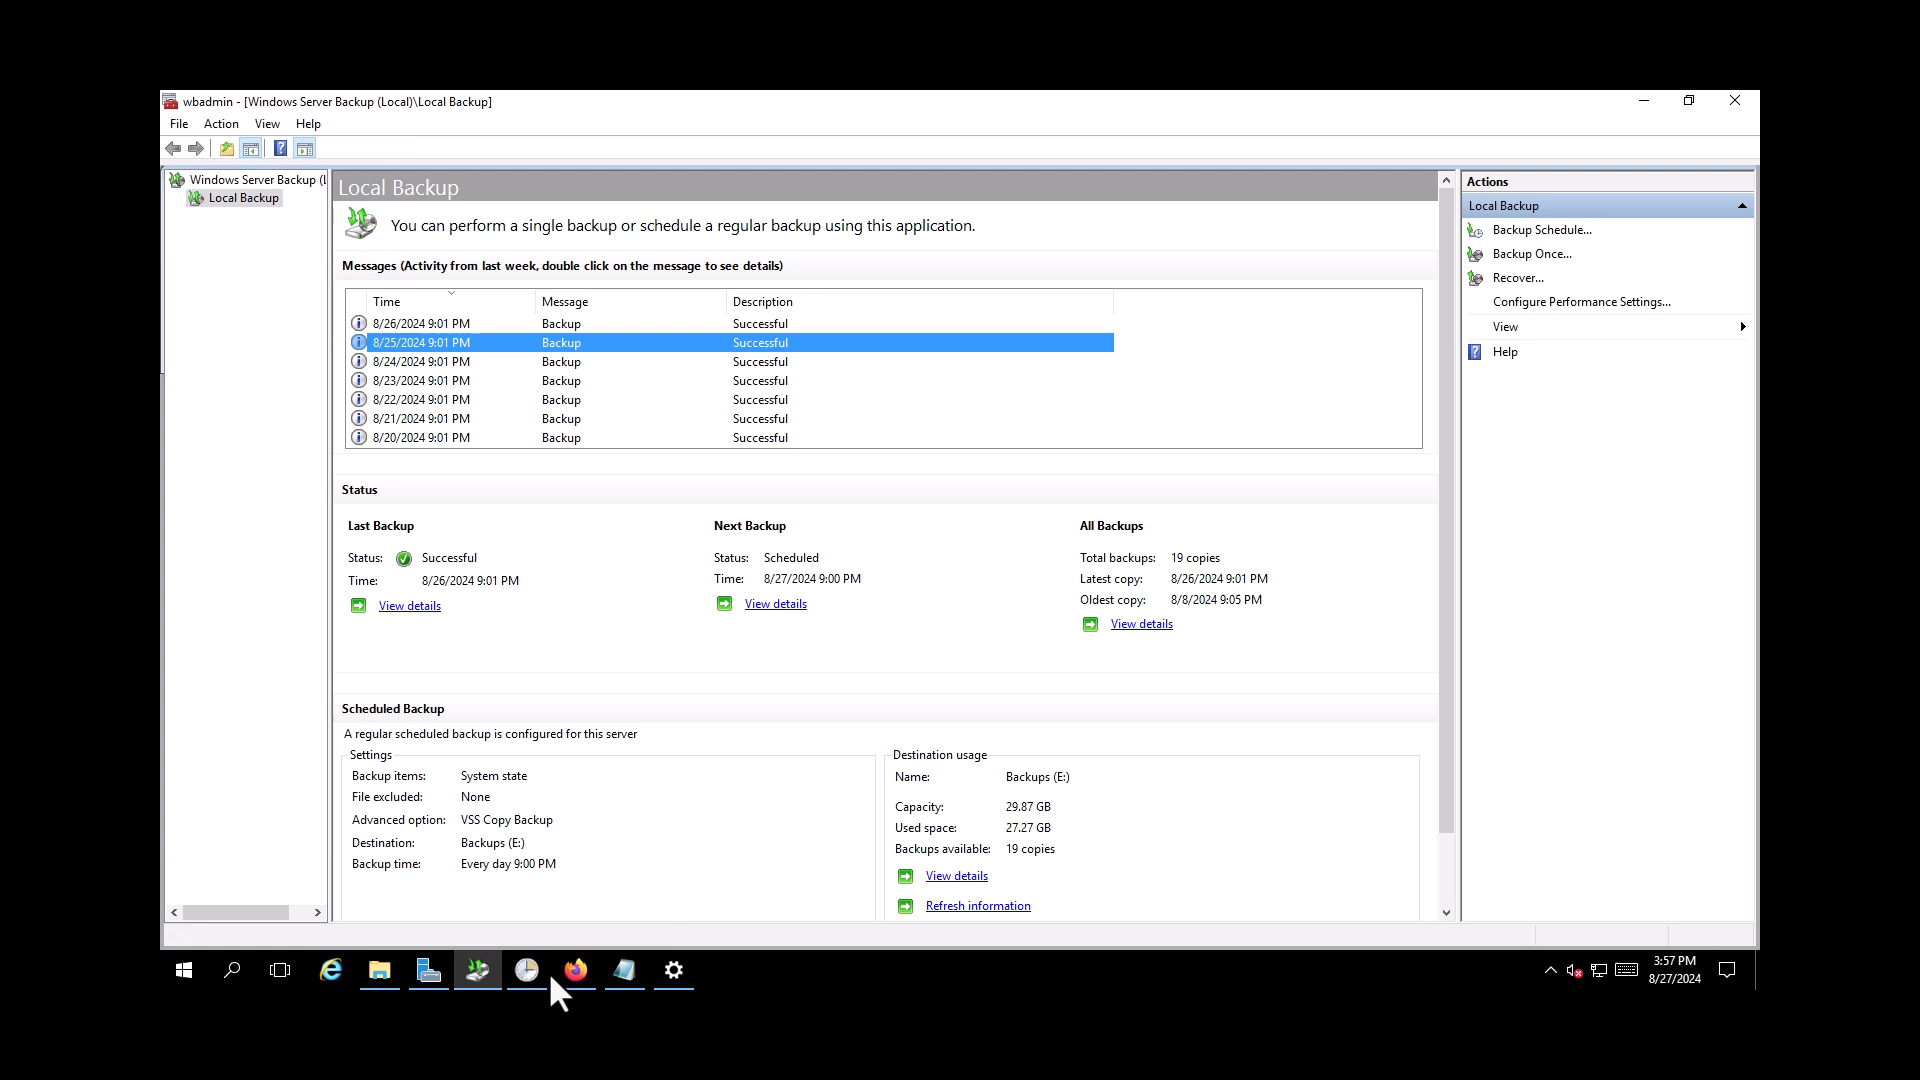 wbadmin - [Windows Server Backup (Local)\Local Backup]
File Action View Help
Windows Server Backup (L
Local Backup
Local Backup
You can perform a single backup or schedule a regular backup using this application.
Messages (Activity from last week, double click on the message to see details)
Time Message Description
8/26/2024 9:01 PM Backup Successful
8/25/2024 9:01 PM Backup Successful
8/24/2024 9:01 PM Backup Successful
8/23/2024 9:01 PM Backup Successful
8/22/2024 9:01 PM Backup Successful
8/21/2024 9:01 PM Backup Successful
8/20/2024 9:01 PM Backup Successful
Status
Last Backup
Status: Successful
Time: 8/26/2024 9:01 PM
View details
Next Backup
Status: Scheduled
Time: 8/27/2024 9:00 PM
View details
All Backups
Total backups: 19 copies
Latest copy: 8/26/2024 9:01 PM
Oldest copy: 8/8/2024 9:05 PM
View details
Scheduled Backup
A regular scheduled backup is configured for this server
Settings
Backup items: System state
File excluded: None
Advanced option: VSS Copy Backup
Destination: Backups (E:)
Backup time: Every day 9:00 PM
Destination usage
Name: Backups (E:)
Capacity: 29.87 GB
Used space: 27.27 GB
Backups available: 19 copies
View details
Refresh information
Actions
Local Backup
Backup Schedule...
Backup Once...
Recover...
Configure Performance Settings...
View
Help
3:57 PM
8/27/2024